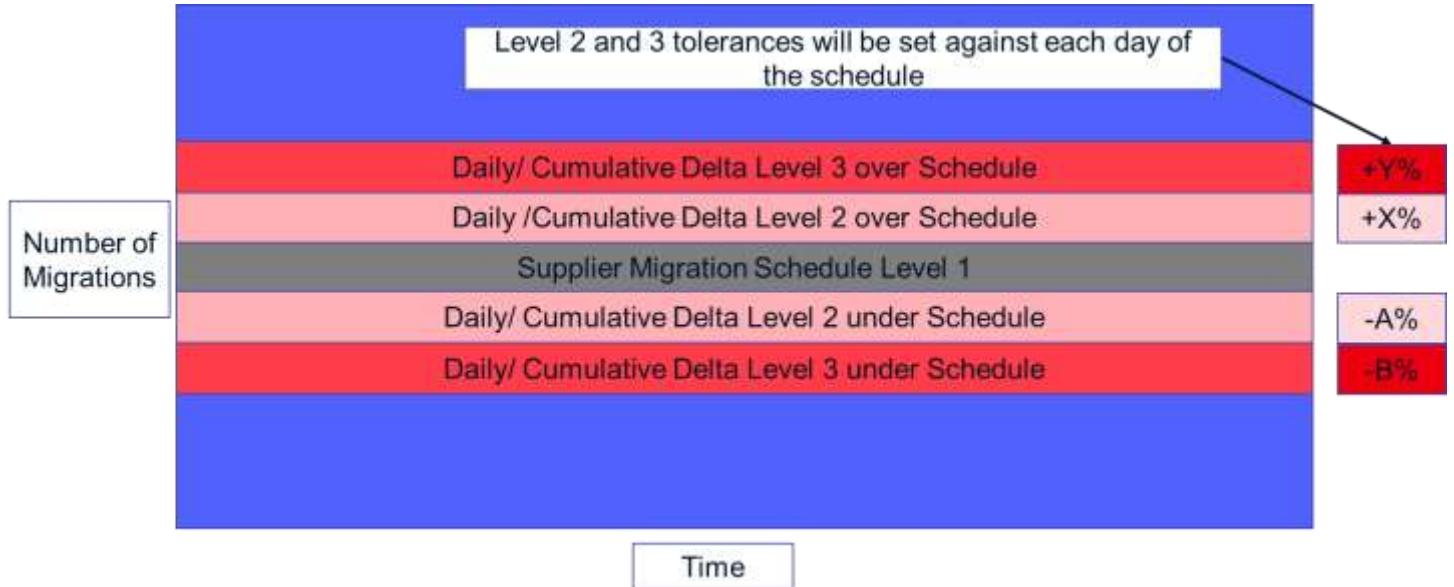 Level 2 and 3 tolerances will be set against each day of
the schedule
Daily/ Cumulative Delta Level 3 over Schedule
+Y%
Daily /Cumulative Delta Level 2 over Schedule
+X%
Number of
Migrations
Supplier Migration Schedule Level 1
Daily/ Cumulative Delta Level 2 under Schedule
-A%
Daily/ Cumulative Delta Level 3 under Schedule
-B%
Time